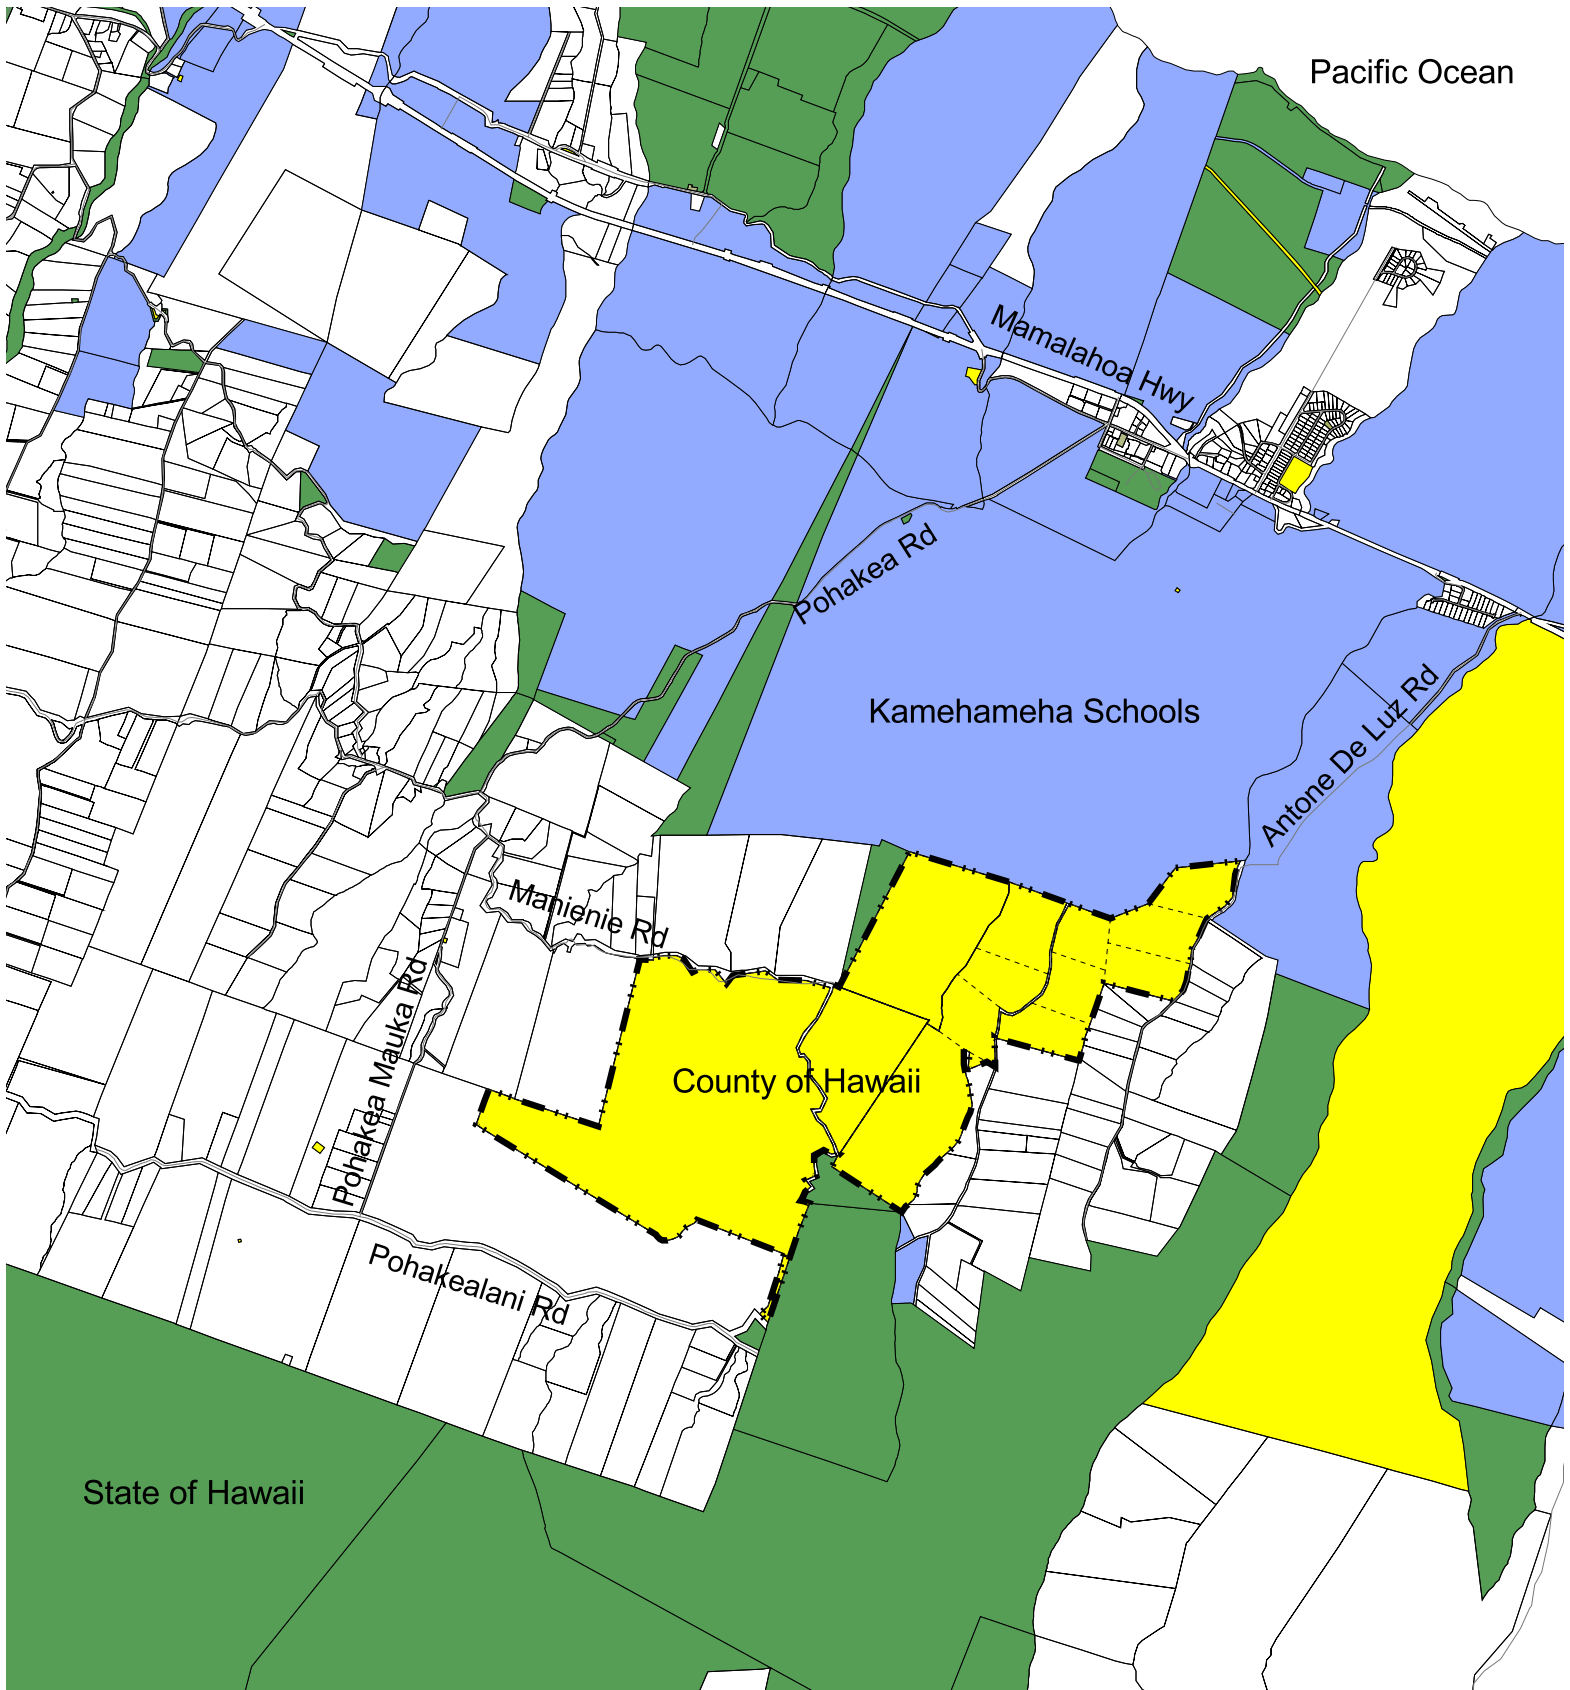 Pacific Ocean
Mamalahoa Hwy
Pohakea Rd
Kamehameha Schools
Antone De Luz Rd
Manienie Rd
Pohakea Mauka Rd
County of Hawaii
Pohakealani Rd
State of Hawaii